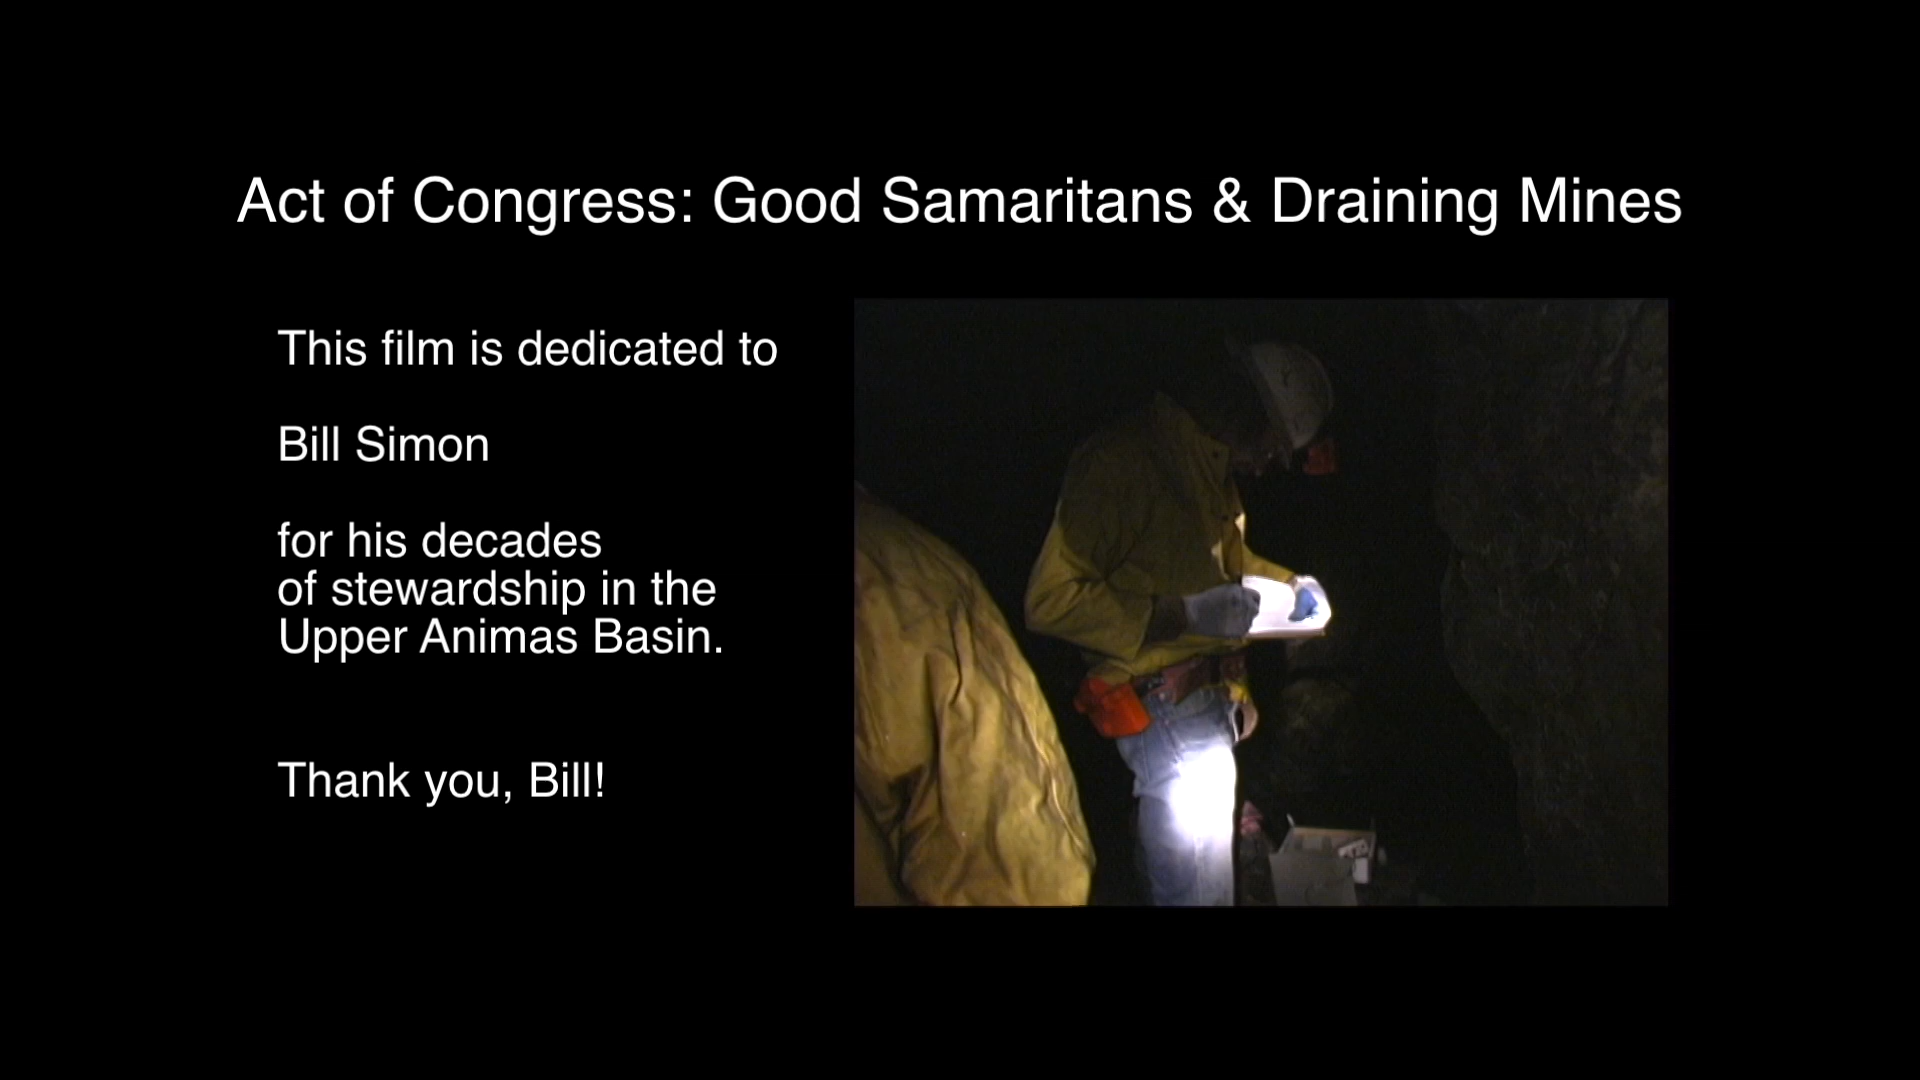 Act of Congress: Good Samaritans & Draining Mines
This film is dedicated to
Bill Simon
for his decades
of stewardship in the
Upper Animas Basin.
Thank you, Bill!